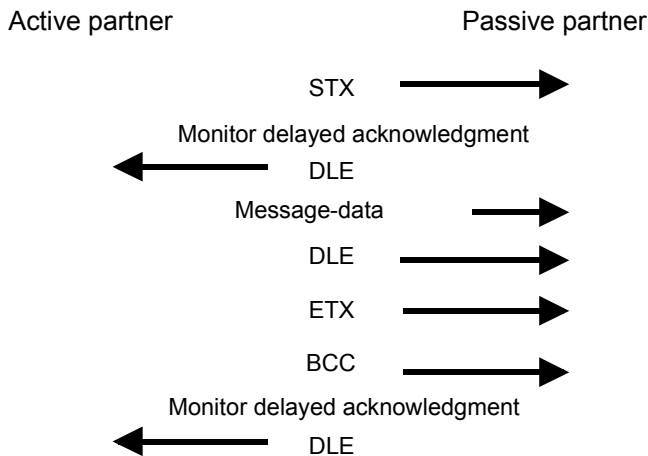 Active partner Passive partner
STX
Monitor delayed acknowledgment
DLE
Message-data
DLE
ETX
BCC
Monitor delayed acknowledgment
DLE